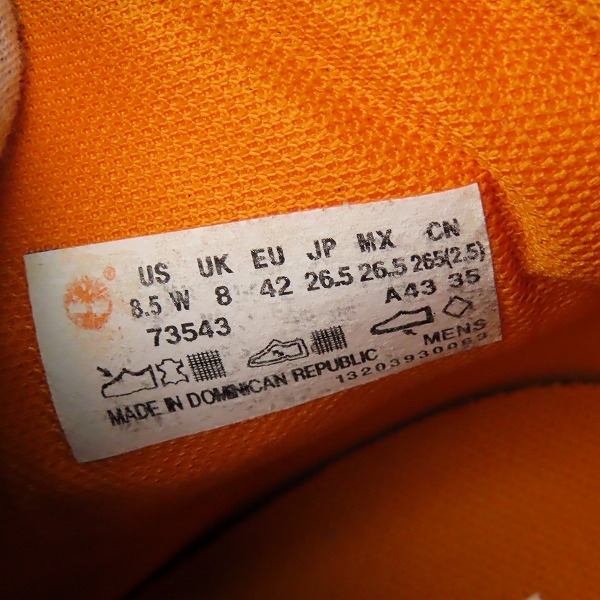 US UK EU JP MX CN
8.5 W 8 42 26.5 26.5 265(2.5)
73543 A43 35
MENS
MADE IN DOMINICAN REPUBLIC
13203930063